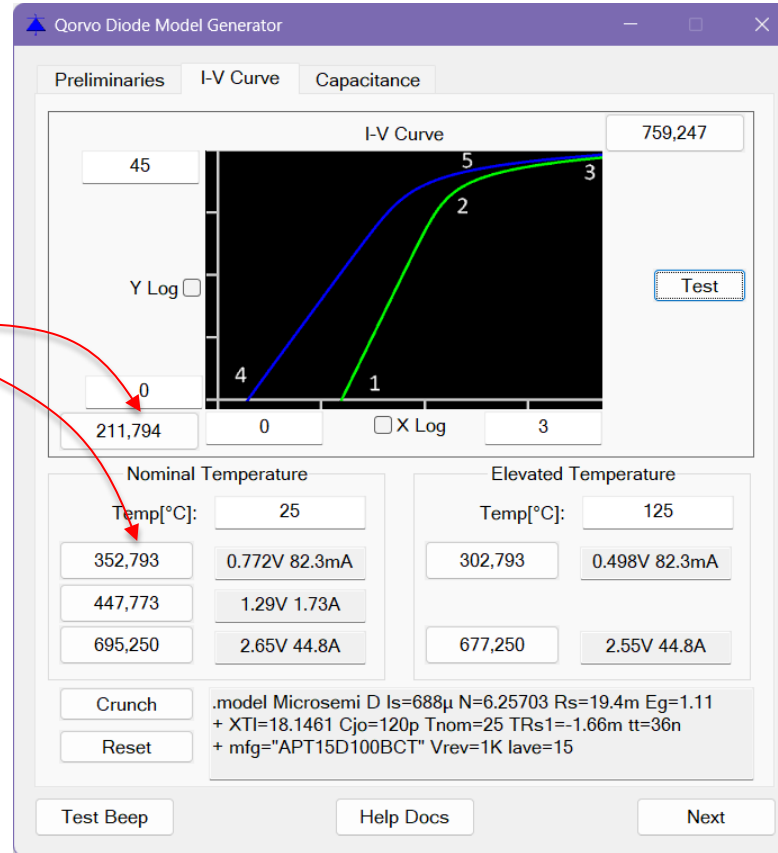 Qorvo Diode Model Generator
Preliminaries I-V Curve Capacitance
I-V Curve 759,247
45
5
3
2
Y Log Test
4
1
0
211,794 0 X Log 3
Nominal Temperature Elevated Temperature
Temp[°C]: 25 Temp[°C]: 125
352,793 0.772V 82.3mA 302,793 0.498V 82.3mA
447,773 1.29V 1.73A
695,250 2.65V 44.8A 677,250 2.55V 44.8A
Crunch .model Microsemi D Is=688µ N=6.25703 Rs=19.4m Eg=1.11
+ XTI=18.1461 Cjo=120p Tnom=25 TRs1=-1.66m tt=36n
Reset + mfg="APT15D100BCT" Vrev=1K Iave=15
Test Beep Help Docs Next